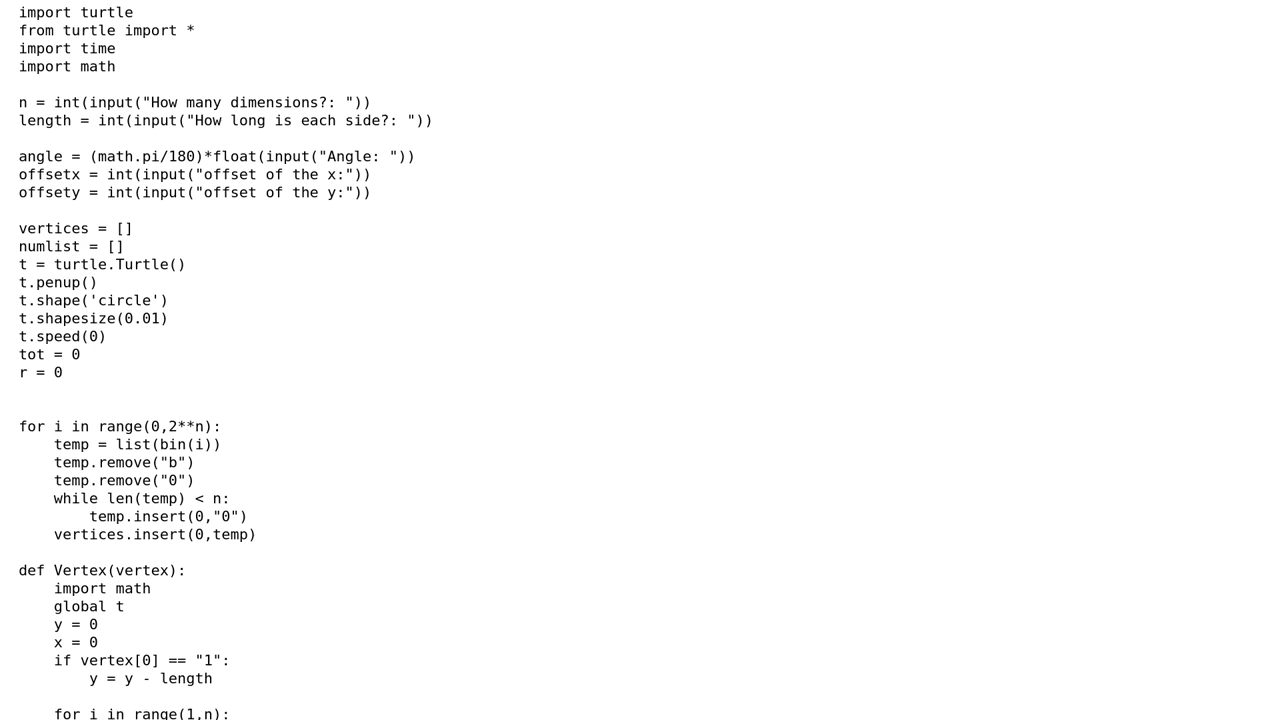 import turtle
from turtle import *
import time
import math

n = int(input("How many dimensions?: "))
length = int(input("How long is each side?: "))

angle = (math.pi/180)*float(input("Angle: "))
offsetx = int(input("offset of the x:"))
offsety = int(input("offset of the y:"))

vertices = []
numlist = []
t = turtle.Turtle()
t.penup()
t.shape('circle')
t.shapesize(0.01)
t.speed(0)
tot = 0
r = 0


for i in range(0,2**n):
    temp = list(bin(i))
    temp.remove("b")
    temp.remove("0")
    while len(temp) < n:
        temp.insert(0,"0")
    vertices.insert(0,temp)

def Vertex(vertex):
    import math
    global t
    y = 0
    x = 0
    if vertex[0] == "1":
        y = y - length

    for i in range(1,n):